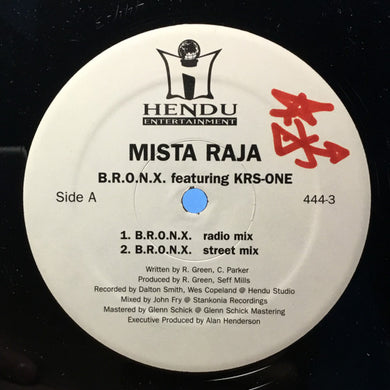 HENDU
ENTERTAINMENT
MISTA RAJA
B.R.O.N.X. featuring KRS-ONE
Side A
444-3
1. B.R.O.N.X. radio mix
2. B.R.O.N.X. street mix
Written by R. Green, C. Parker
Produced by R. Green, Seff Mills
Recorded by Dalton Smith, Wes Copeland @ Hendu Studio
Mixed by John Fry @ Stankonia Recordings
Mastered by Glenn Schick @ Glenn Schick Mastering
Executive Produced by Alan Henderson